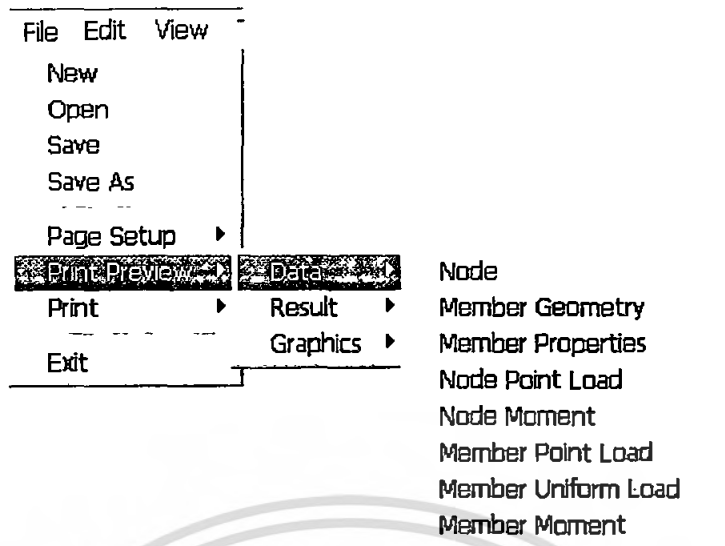 File Edit View
New
Open
Save
Save As
Page Setup
Print Preview
Print
Exit
Data
Result
Graphics
Node
Member Geometry
Member Properties
Node Point Load
Node Moment
Member Point Load
Member Uniform Load
Member Moment